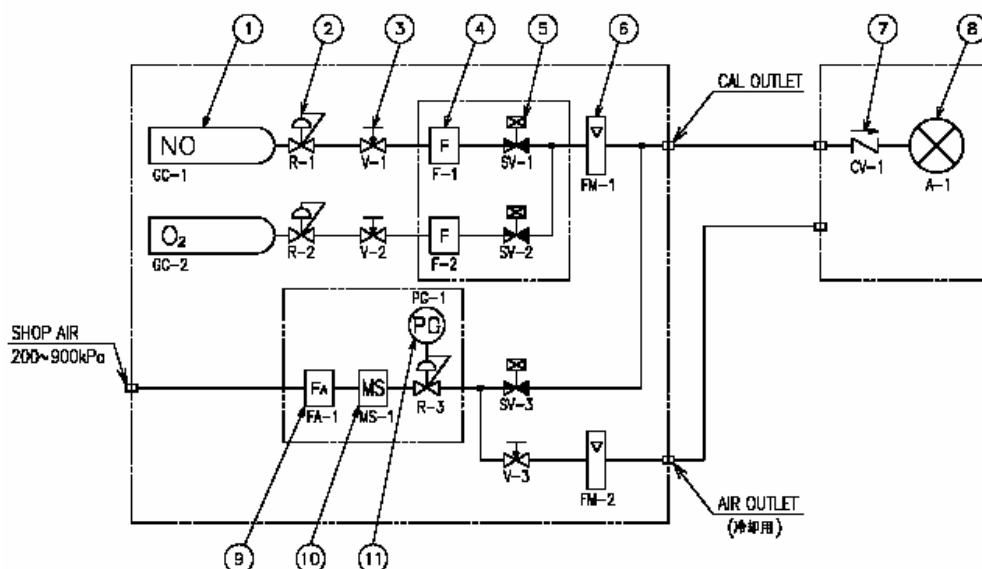 1 2 3 4 5 6 7 8
CAL OUTLET
NO
GC-1
R-1
V-1
F
F-1
SV-1
FM-1
CV-1
A-1
O₂
GC-2
R-2
V-2
F
F-2
SV-2
PG-1
PG
SHOP AIR
200~900kPa
FA
FA-1
MS
MS-1
R-3
SV-3
V-3
FM-2
AIR OUTLET
(冷却用)
9 10 11